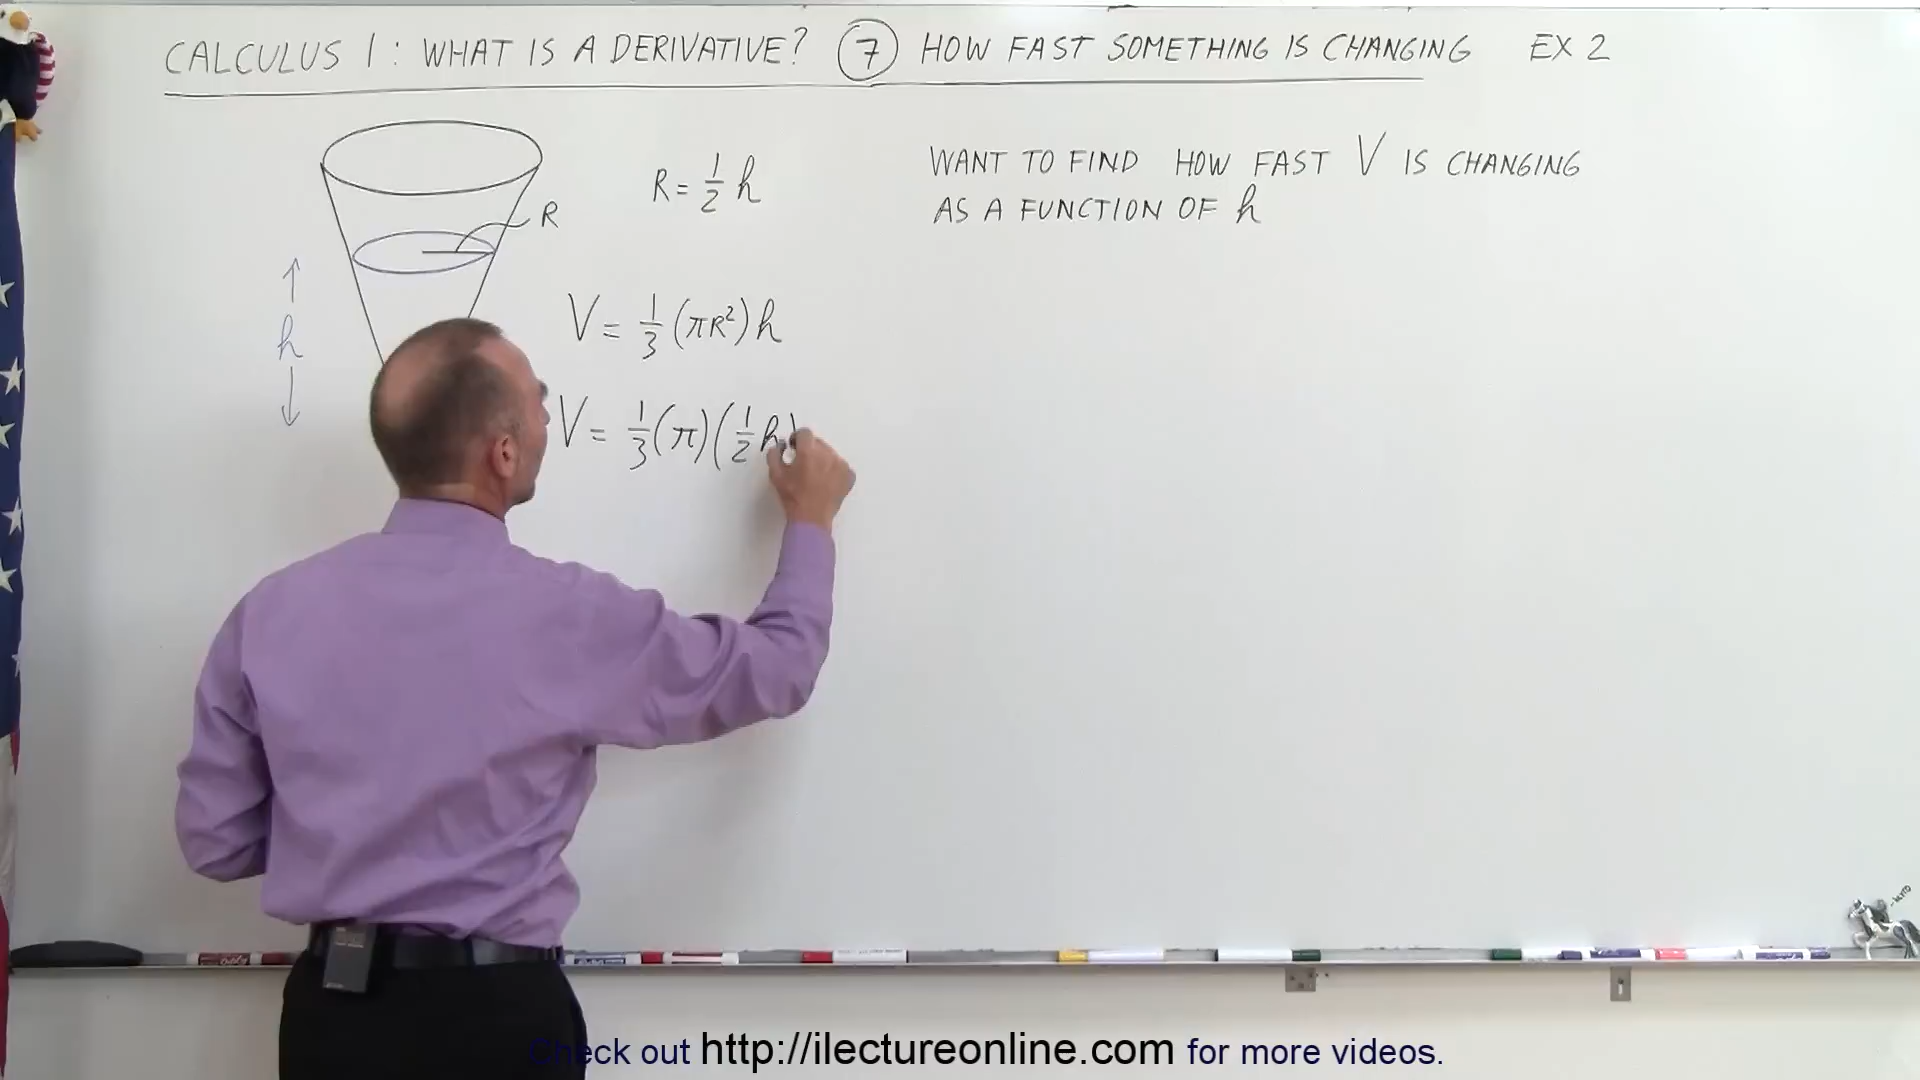 CALCULUS 1: WHAT IS A DERIVATIVE? 7 HOW FAST SOMETHING IS CHANGING EX 2
R = 1/2 h
WANT TO FIND HOW FAST V IS CHANGING
AS A FUNCTION OF h
R
h
V = 1/3 (πR²) h
V = 1/3 (π) (1/2 h)
Check out http://ilectureonline.com for more videos.